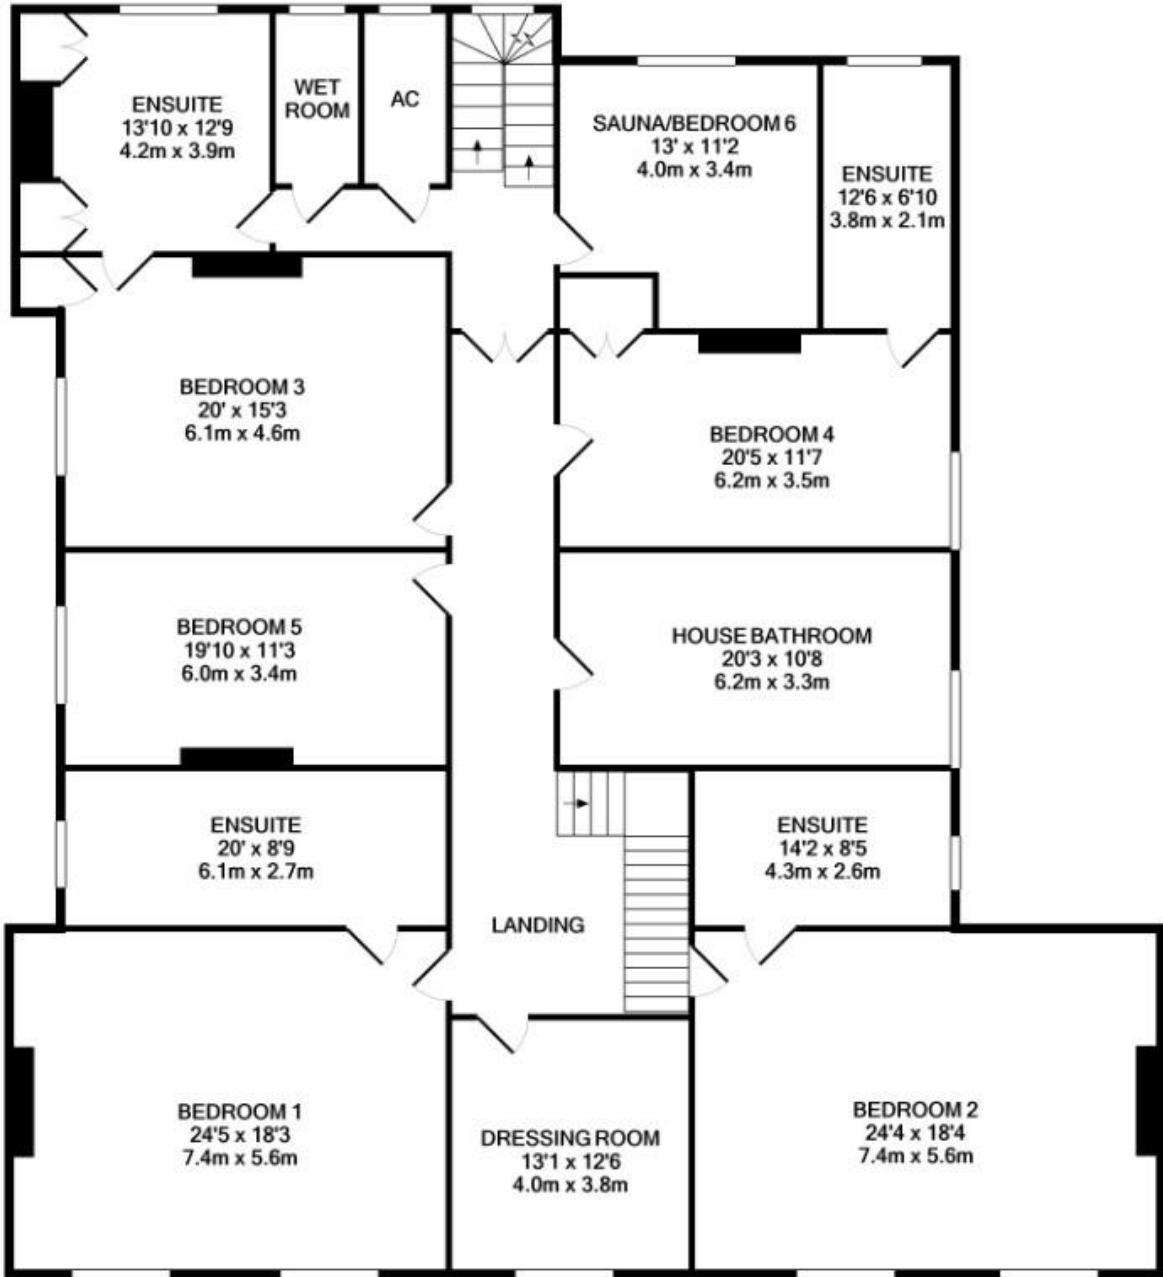 ENSUITE
13'10 x 12'9
4.2m x 3.9m
WET
ROOM
AC
SAUNA/BEDROOM 6
13' x 11'2
4.0m x 3.4m
ENSUITE
12'6 x 6'10
3.8m x 2.1m
BEDROOM 3
20' x 15'3
6.1m x 4.6m
BEDROOM 4
20'5 x 11'7
6.2m x 3.5m
BEDROOM 5
19'10 x 11'3
6.0m x 3.4m
HOUSE BATHROOM
20'3 x 10'8
6.2m x 3.3m
ENSUITE
20' x 8'9
6.1m x 2.7m
ENSUITE
14'2 x 8'5
4.3m x 2.6m
LANDING
BEDROOM 1
24'5 x 18'3
7.4m x 5.6m
DRESSING ROOM
13'1 x 12'6
4.0m x 3.8m
BEDROOM 2
24'4 x 18'4
7.4m x 5.6m